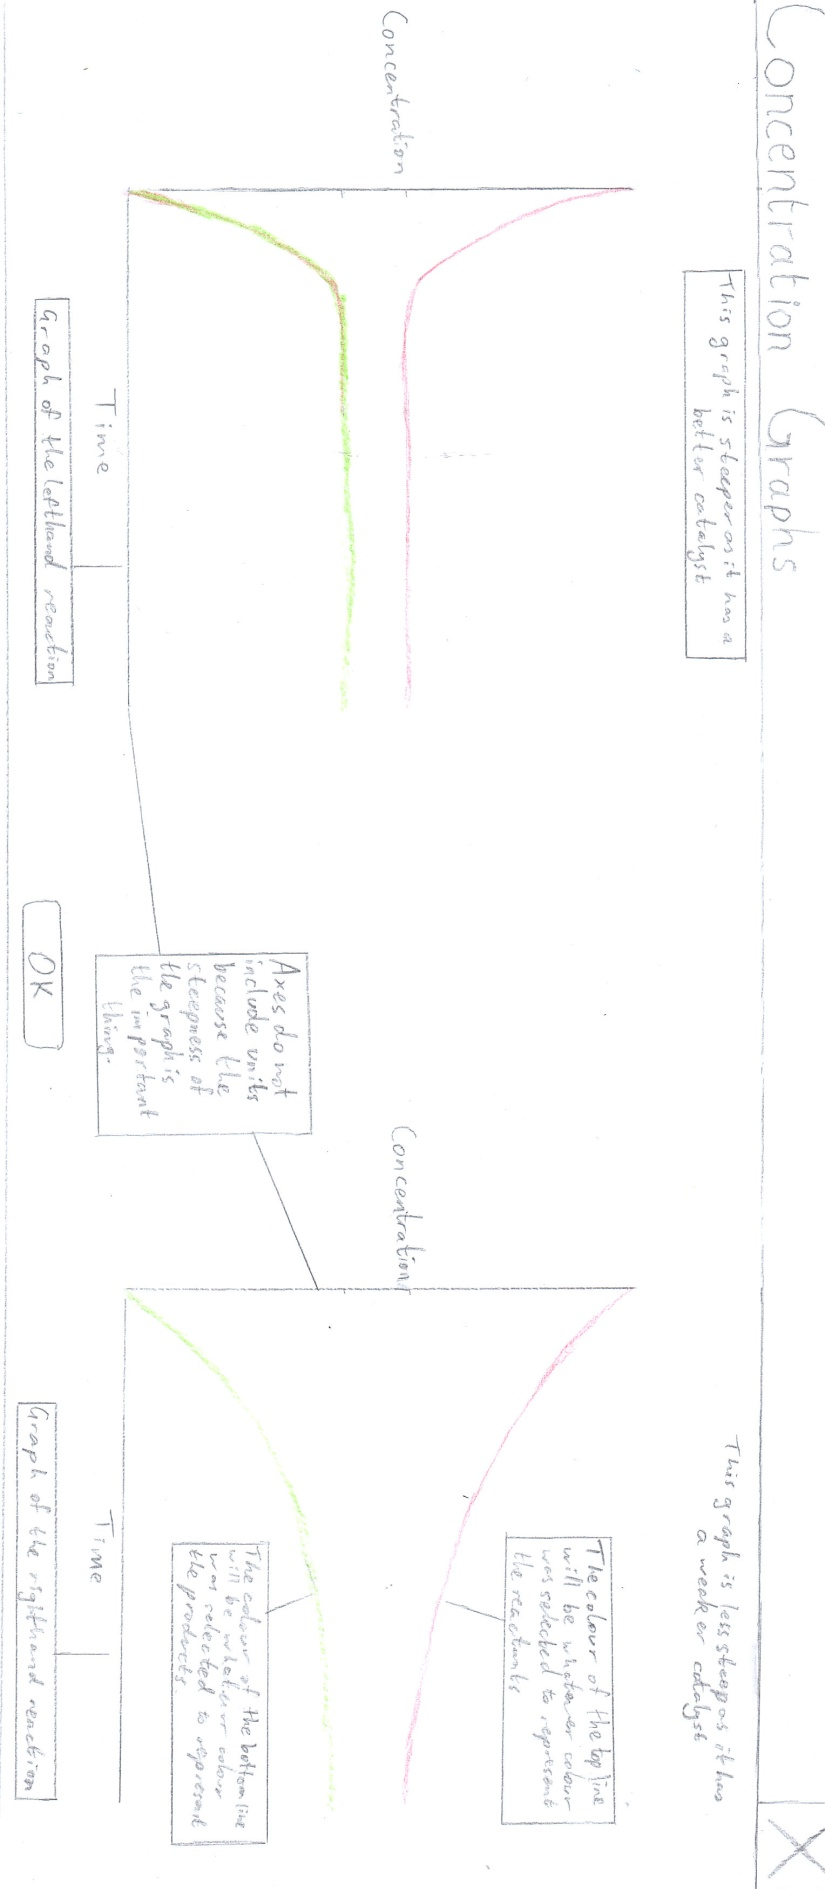 Concentration Graphs
X
This graph is steeper as it has a
better catalyst
Concentration
Time
Graph of the lefthand reaction
Axes do not
include units
because the
steepness of
the graph is
the important
thing.
OK
This graph is less steep as it has
a weaker catalyst
Concentration
The colour of the top line
will be whatever colour
was selected to represent
the reactants
The colour of the bottom line
will be whatever colour
was selected to represent
the products.
Time
Graph of the righthand reaction